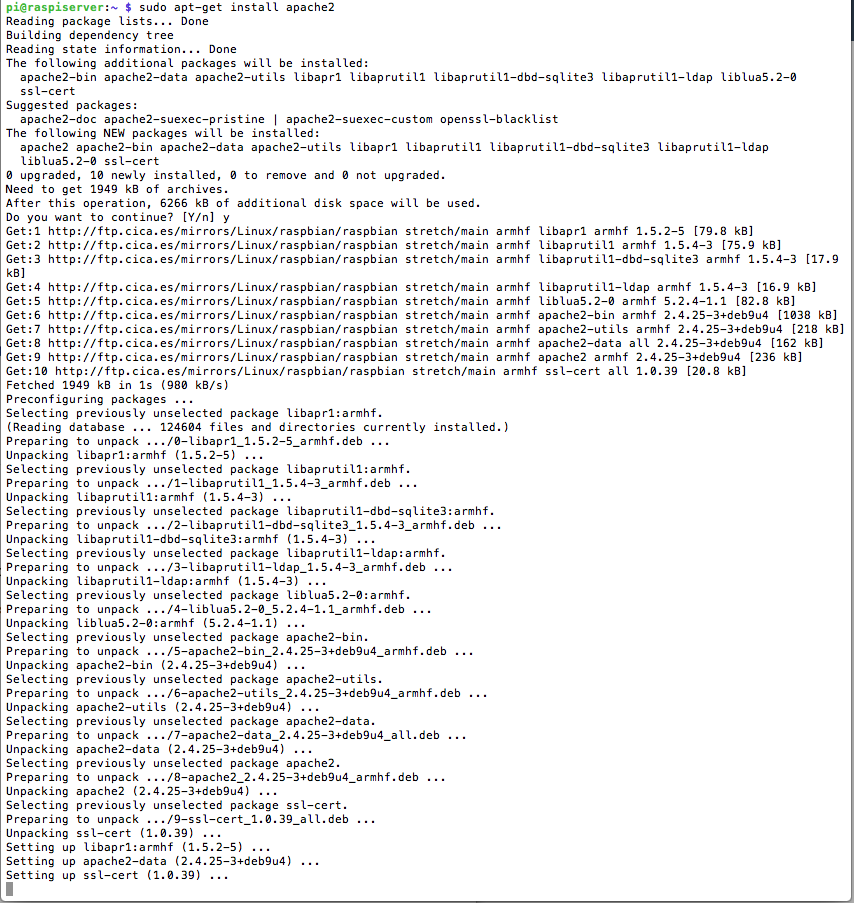 pi@raspiserver:~ $ sudo apt-get install apache2
Reading package lists... Done
Building dependency tree
Reading state information... Done
The following additional packages will be installed:
  apache2-bin apache2-data apache2-utils libapr1 libaprutil1 libaprutil1-dbd-sqlite3 libaprutil1-ldap liblua5.2-0
  ssl-cert
Suggested packages:
  apache2-doc apache2-suexec-pristine | apache2-suexec-custom openssl-blacklist
The following NEW packages will be installed:
  apache2 apache2-bin apache2-data apache2-utils libapr1 libaprutil1 libaprutil1-dbd-sqlite3 libaprutil1-ldap
  liblua5.2-0 ssl-cert
0 upgraded, 10 newly installed, 0 to remove and 0 not upgraded.
Need to get 1949 kB of archives.
After this operation, 6266 kB of additional disk space will be used.
Do you want to continue? [Y/n] y
Get:1 http://ftp.cica.es/mirrors/Linux/raspbian/raspbian stretch/main armhf libapr1 armhf 1.5.2-5 [79.8 kB]
Get:2 http://ftp.cica.es/mirrors/Linux/raspbian/raspbian stretch/main armhf libaprutil1 armhf 1.5.4-3 [75.9 kB]
Get:3 http://ftp.cica.es/mirrors/Linux/raspbian/raspbian stretch/main armhf libaprutil1-dbd-sqlite3 armhf 1.5.4-3 [17.9
kB]
Get:4 http://ftp.cica.es/mirrors/Linux/raspbian/raspbian stretch/main armhf libaprutil1-ldap armhf 1.5.4-3 [16.9 kB]
Get:5 http://ftp.cica.es/mirrors/Linux/raspbian/raspbian stretch/main armhf liblua5.2-0 armhf 5.2.4-1.1 [82.8 kB]
Get:6 http://ftp.cica.es/mirrors/Linux/raspbian/raspbian stretch/main armhf apache2-bin armhf 2.4.25-3+deb9u4 [1038 kB]
Get:7 http://ftp.cica.es/mirrors/Linux/raspbian/raspbian stretch/main armhf apache2-utils armhf 2.4.25-3+deb9u4 [218 kB]
Get:8 http://ftp.cica.es/mirrors/Linux/raspbian/raspbian stretch/main armhf apache2-data all 2.4.25-3+deb9u4 [162 kB]
Get:9 http://ftp.cica.es/mirrors/Linux/raspbian/raspbian stretch/main armhf apache2 armhf 2.4.25-3+deb9u4 [236 kB]
Get:10 http://ftp.cica.es/mirrors/Linux/raspbian/raspbian stretch/main armhf ssl-cert all 1.0.39 [20.8 kB]
Fetched 1949 kB in 1s (980 kB/s)
Preconfiguring packages ...
Selecting previously unselected package libapr1:armhf.
(Reading database ... 124604 files and directories currently installed.)
Preparing to unpack .../0-libapr1_1.5.2-5_armhf.deb ...
Unpacking libapr1:armhf (1.5.2-5) ...
Selecting previously unselected package libaprutil1:armhf.
Preparing to unpack .../1-libaprutil1_1.5.4-3_armhf.deb ...
Unpacking libaprutil1:armhf (1.5.4-3) ...
Selecting previously unselected package libaprutil1-dbd-sqlite3:armhf.
Preparing to unpack .../2-libaprutil1-dbd-sqlite3_1.5.4-3_armhf.deb ...
Unpacking libaprutil1-dbd-sqlite3:armhf (1.5.4-3) ...
Selecting previously unselected package libaprutil1-ldap:armhf.
Preparing to unpack .../3-libaprutil1-ldap_1.5.4-3_armhf.deb ...
Unpacking libaprutil1-ldap:armhf (1.5.4-3) ...
Selecting previously unselected package liblua5.2-0:armhf.
Preparing to unpack .../4-liblua5.2-0_5.2.4-1.1_armhf.deb ...
Unpacking liblua5.2-0:armhf (5.2.4-1.1) ...
Selecting previously unselected package apache2-bin.
Preparing to unpack .../5-apache2-bin_2.4.25-3+deb9u4_armhf.deb ...
Unpacking apache2-bin (2.4.25-3+deb9u4) ...
Selecting previously unselected package apache2-utils.
Preparing to unpack .../6-apache2-utils_2.4.25-3+deb9u4_armhf.deb ...
Unpacking apache2-utils (2.4.25-3+deb9u4) ...
Selecting previously unselected package apache2-data.
Preparing to unpack .../7-apache2-data_2.4.25-3+deb9u4_all.deb ...
Unpacking apache2-data (2.4.25-3+deb9u4) ...
Selecting previously unselected package apache2.
Preparing to unpack .../8-apache2_2.4.25-3+deb9u4_armhf.deb ...
Unpacking apache2 (2.4.25-3+deb9u4) ...
Selecting previously unselected package ssl-cert.
Preparing to unpack .../9-ssl-cert_1.0.39_all.deb ...
Unpacking ssl-cert (1.0.39) ...
Setting up libapr1:armhf (1.5.2-5) ...
Setting up apache2-data (2.4.25-3+deb9u4) ...
Setting up ssl-cert (1.0.39) ...